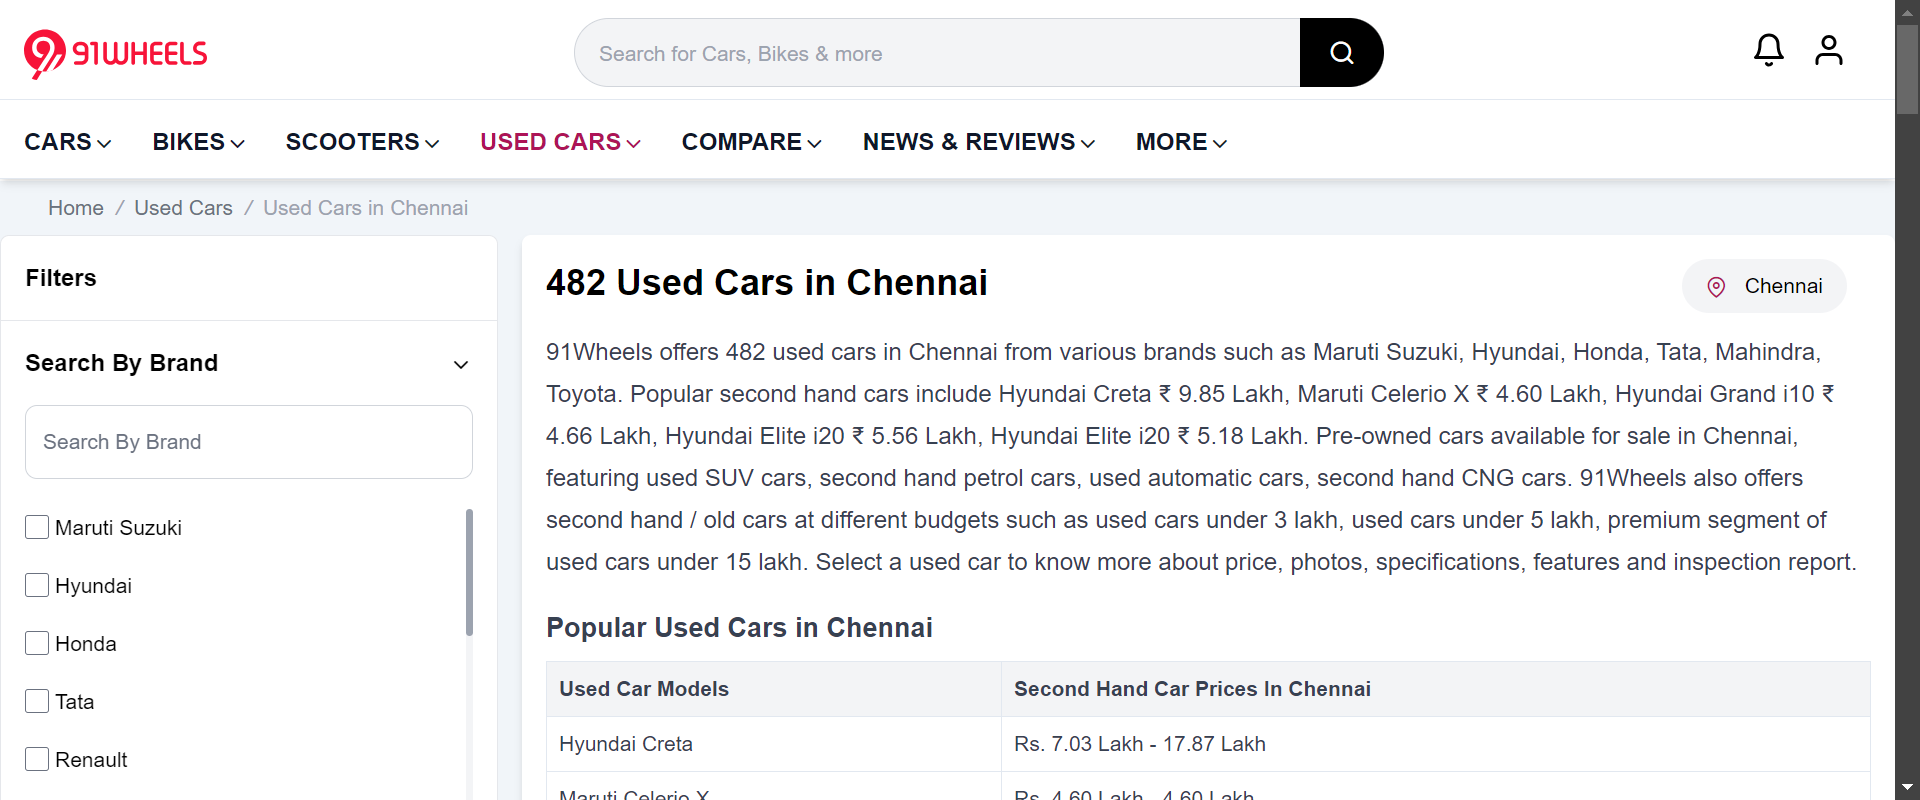 91WHEELS
Search for Cars, Bikes & more
CARS BIKES SCOOTERS USED CARS COMPARE NEWS & REVIEWS MORE
Home / Used Cars / Used Cars in Chennai
Filters
Search By Brand
Search By Brand
Maruti Suzuki
Hyundai
Honda
Tata
Renault
482 Used Cars in Chennai
Chennai
91Wheels offers 482 used cars in Chennai from various brands such as Maruti Suzuki, Hyundai, Honda, Tata, Mahindra,
Toyota. Popular second hand cars include Hyundai Creta ₹ 9.85 Lakh, Maruti Celerio X ₹ 4.60 Lakh, Hyundai Grand i10 ₹
4.66 Lakh, Hyundai Elite i20 ₹ 5.56 Lakh, Hyundai Elite i20 ₹ 5.18 Lakh. Pre-owned cars available for sale in Chennai,
featuring used SUV cars, second hand petrol cars, used automatic cars, second hand CNG cars. 91Wheels also offers
second hand / old cars at different budgets such as used cars under 3 lakh, used cars under 5 lakh, premium segment of
used cars under 15 lakh. Select a used car to know more about price, photos, specifications, features and inspection report.
Popular Used Cars in Chennai
Used Car Models Second Hand Car Prices In Chennai
Hyundai Creta Rs. 7.03 Lakh - 17.87 Lakh
Maruti Celerio X Rs. 4.60 Lakh - 4.60 Lakh